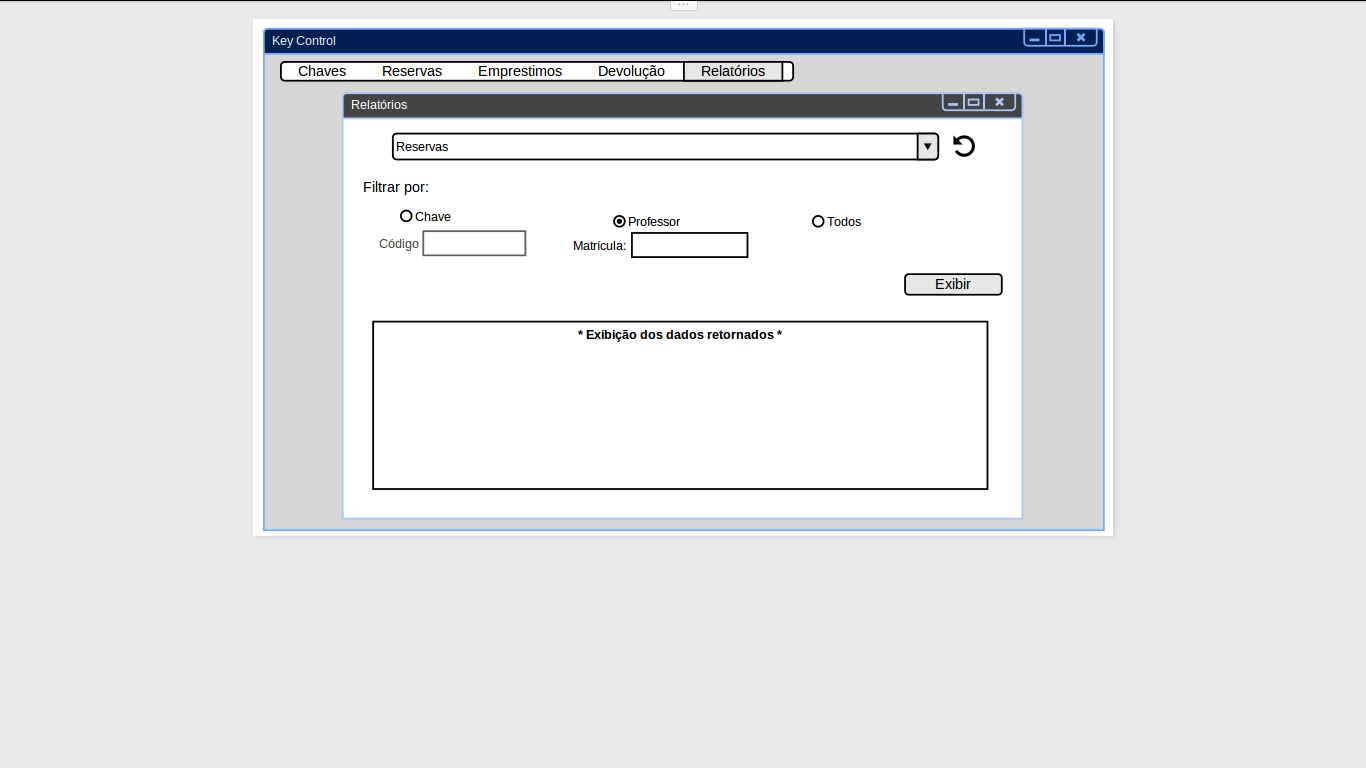 Key Control
Chaves Reservas Emprestimos Devolução Relatórios
Relatórios
Reservas
Filtrar por:
Chave Professor Todos
Código Matrícula:
Exibir
* Exibição dos dados retornados *